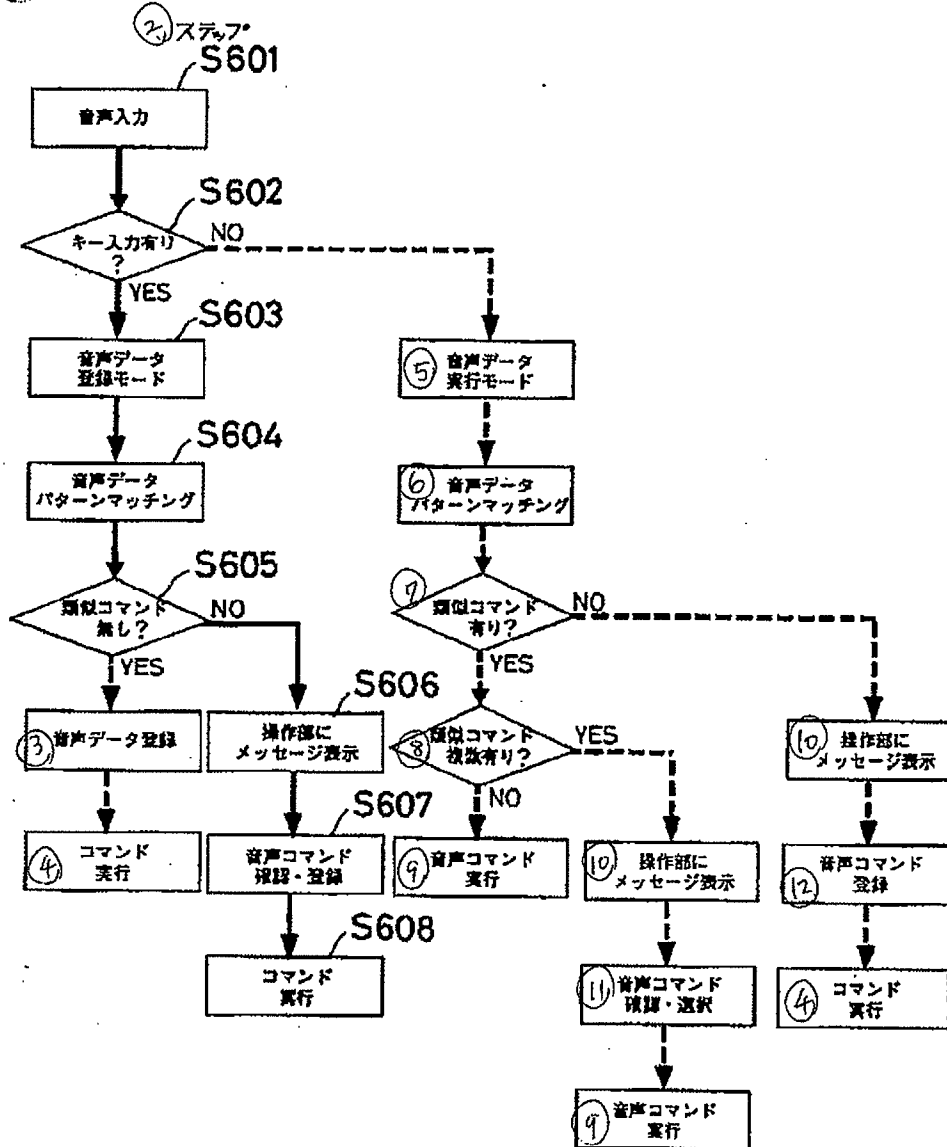 ② ステップ
S601
音声入力
S602
キー入力有り
?
NO
YES
S603
音声データ
登録モード
⑤ 音声データ
実行モード
S604
音声データ
パターンマッチング
⑥ 音声データ
パターンマッチング
S605
類似コマンド
無し?
NO
YES
⑦ 類似コマンド
有り?
NO
YES
③ 音声データ登録
S606
操作部に
メッセージ表示
⑧ 類似コマンド
複数有り?
YES
NO
⑩ 操作部に
メッセージ表示
④ コマンド
実行
S607
音声コマンド
確認・登録
⑨ 音声コマンド
実行
⑩ 操作部に
メッセージ表示
⑫ 音声コマンド
登録
S608
コマンド
実行
⑪ 音声コマンド
確認・選択
④ コマンド
実行
⑨ 音声コマンド
実行